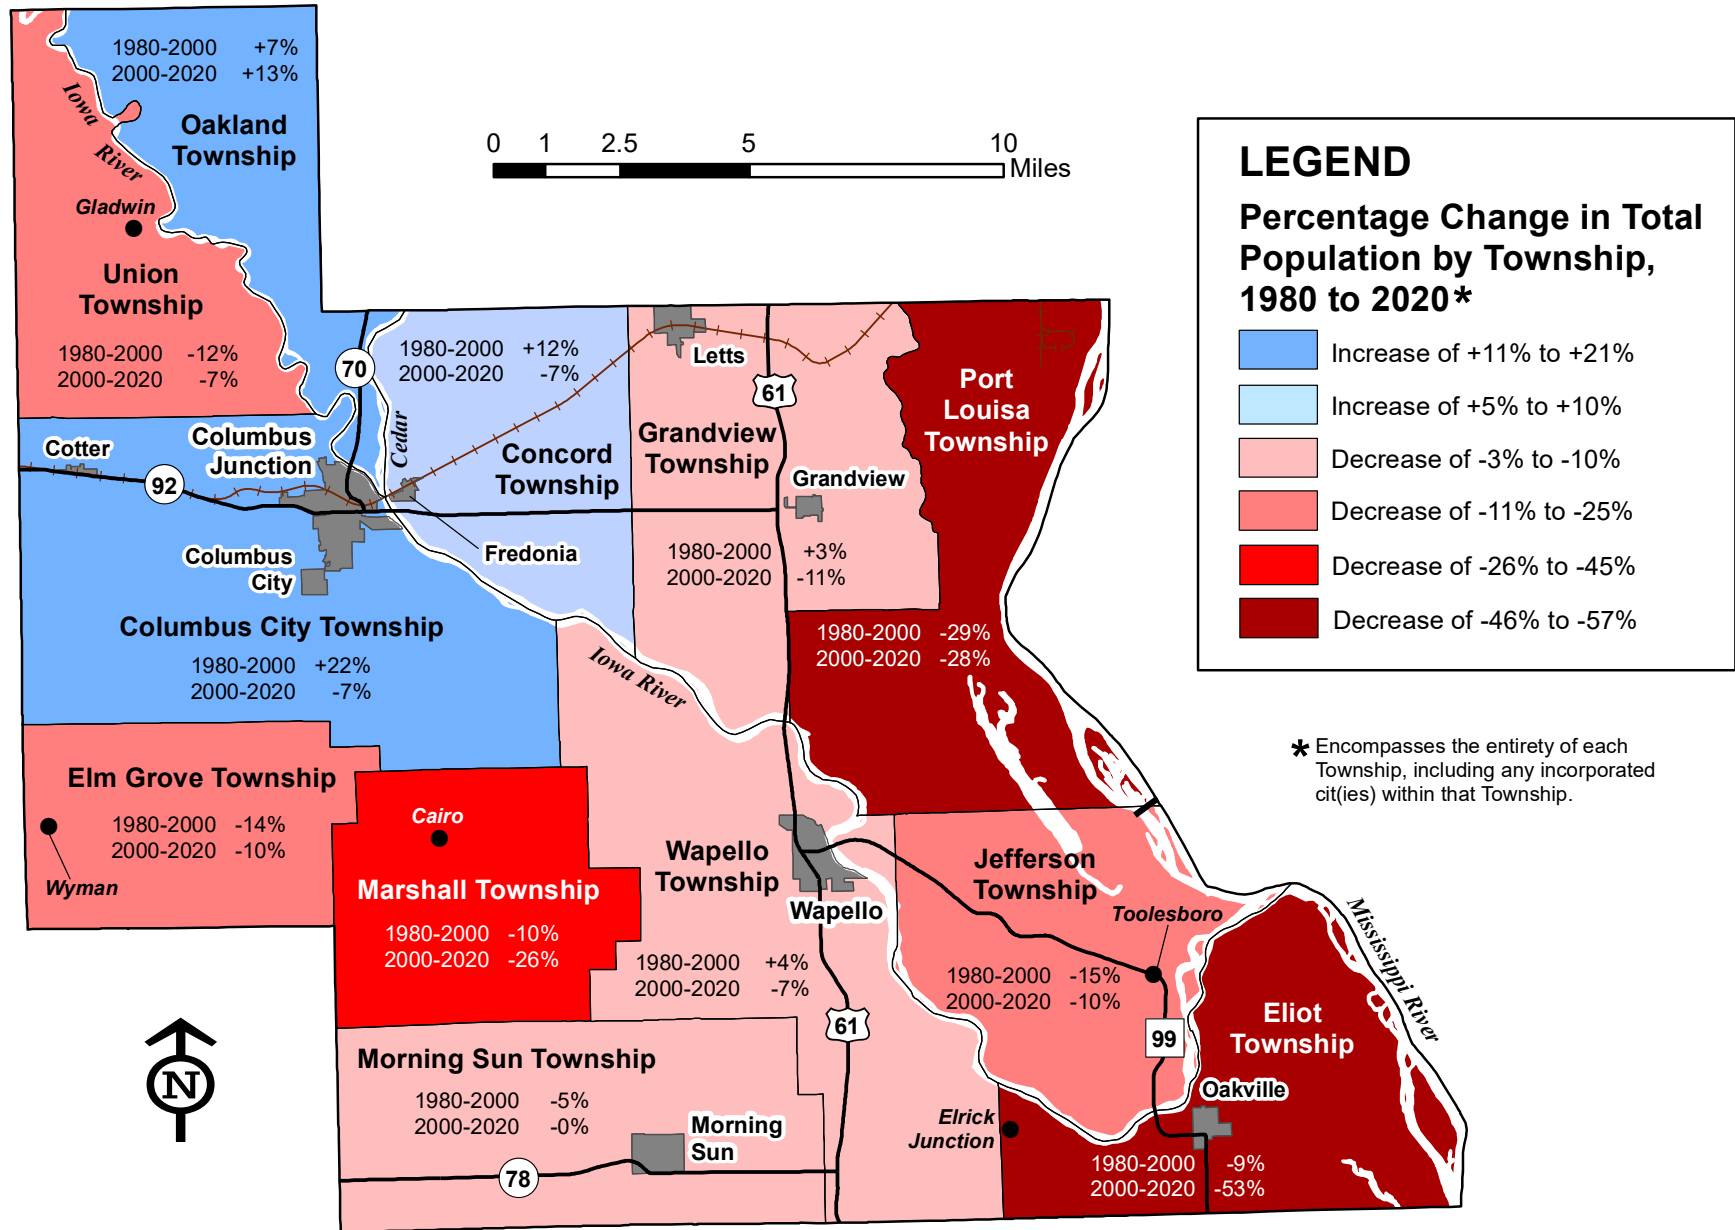 1980-2000 +7%
2000-2020 +13%
Iowa
River
Oakland
Township
0 1 2.5 5 10
Miles
Gladwin
Union
Township
1980-2000 -12%
2000-2020 -7%
70
1980-2000 +12%
2000-2020 -7%
Cedar
Letts
61
Port
Louisa
Township
Cotter
Columbus
Junction
92
Concord
Township
Grandview
Township
Grandview
Columbus
City
Fredonia
1980-2000 +3%
2000-2020 -11%
Columbus City Township
1980-2000 +22%
2000-2020 -7%
Iowa River
1980-2000 -29%
2000-2020 -28%
Elm Grove Township
1980-2000 -14%
2000-2020 -10%
Wyman
Cairo
Marshall Township
1980-2000 -10%
2000-2020 -26%
Wapello
Township
Wapello
1980-2000 +4%
2000-2020 -7%
61
Jefferson
Township
Toolesboro
1980-2000 -15%
2000-2020 -10%
99
Mississippi River
Eliot
Township
Oakville
Elrick
Junction
1980-2000 -9%
2000-2020 -53%
Morning Sun Township
1980-2000 -5%
2000-2020 -0%
Morning
Sun
78
N
LEGEND
Percentage Change in Total
Population by Township,
1980 to 2020*
Increase of +11% to +21%
Increase of +5% to +10%
Decrease of -3% to -10%
Decrease of -11% to -25%
Decrease of -26% to -45%
Decrease of -46% to -57%
* Encompasses the entirety of each
Township, including any incorporated
cit(ies) within that Township.